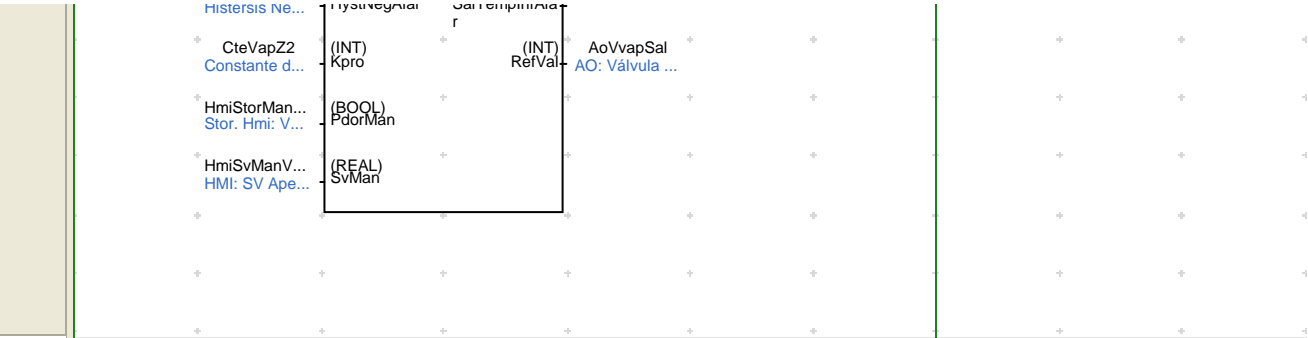 Histérsis Ne...
HystNegAlar
SalTempInfAla
r
CteVapZ2
Constante d...
(INT)
Kpro
(INT)
RefVal
AoVvapSal
AO: Válvula ...
HmiStorMan...
Stor. Hmi: V...
(BOOL)
PdorMan
HmiSvManV...
HMI: SV Ape...
(REAL)
SvMan